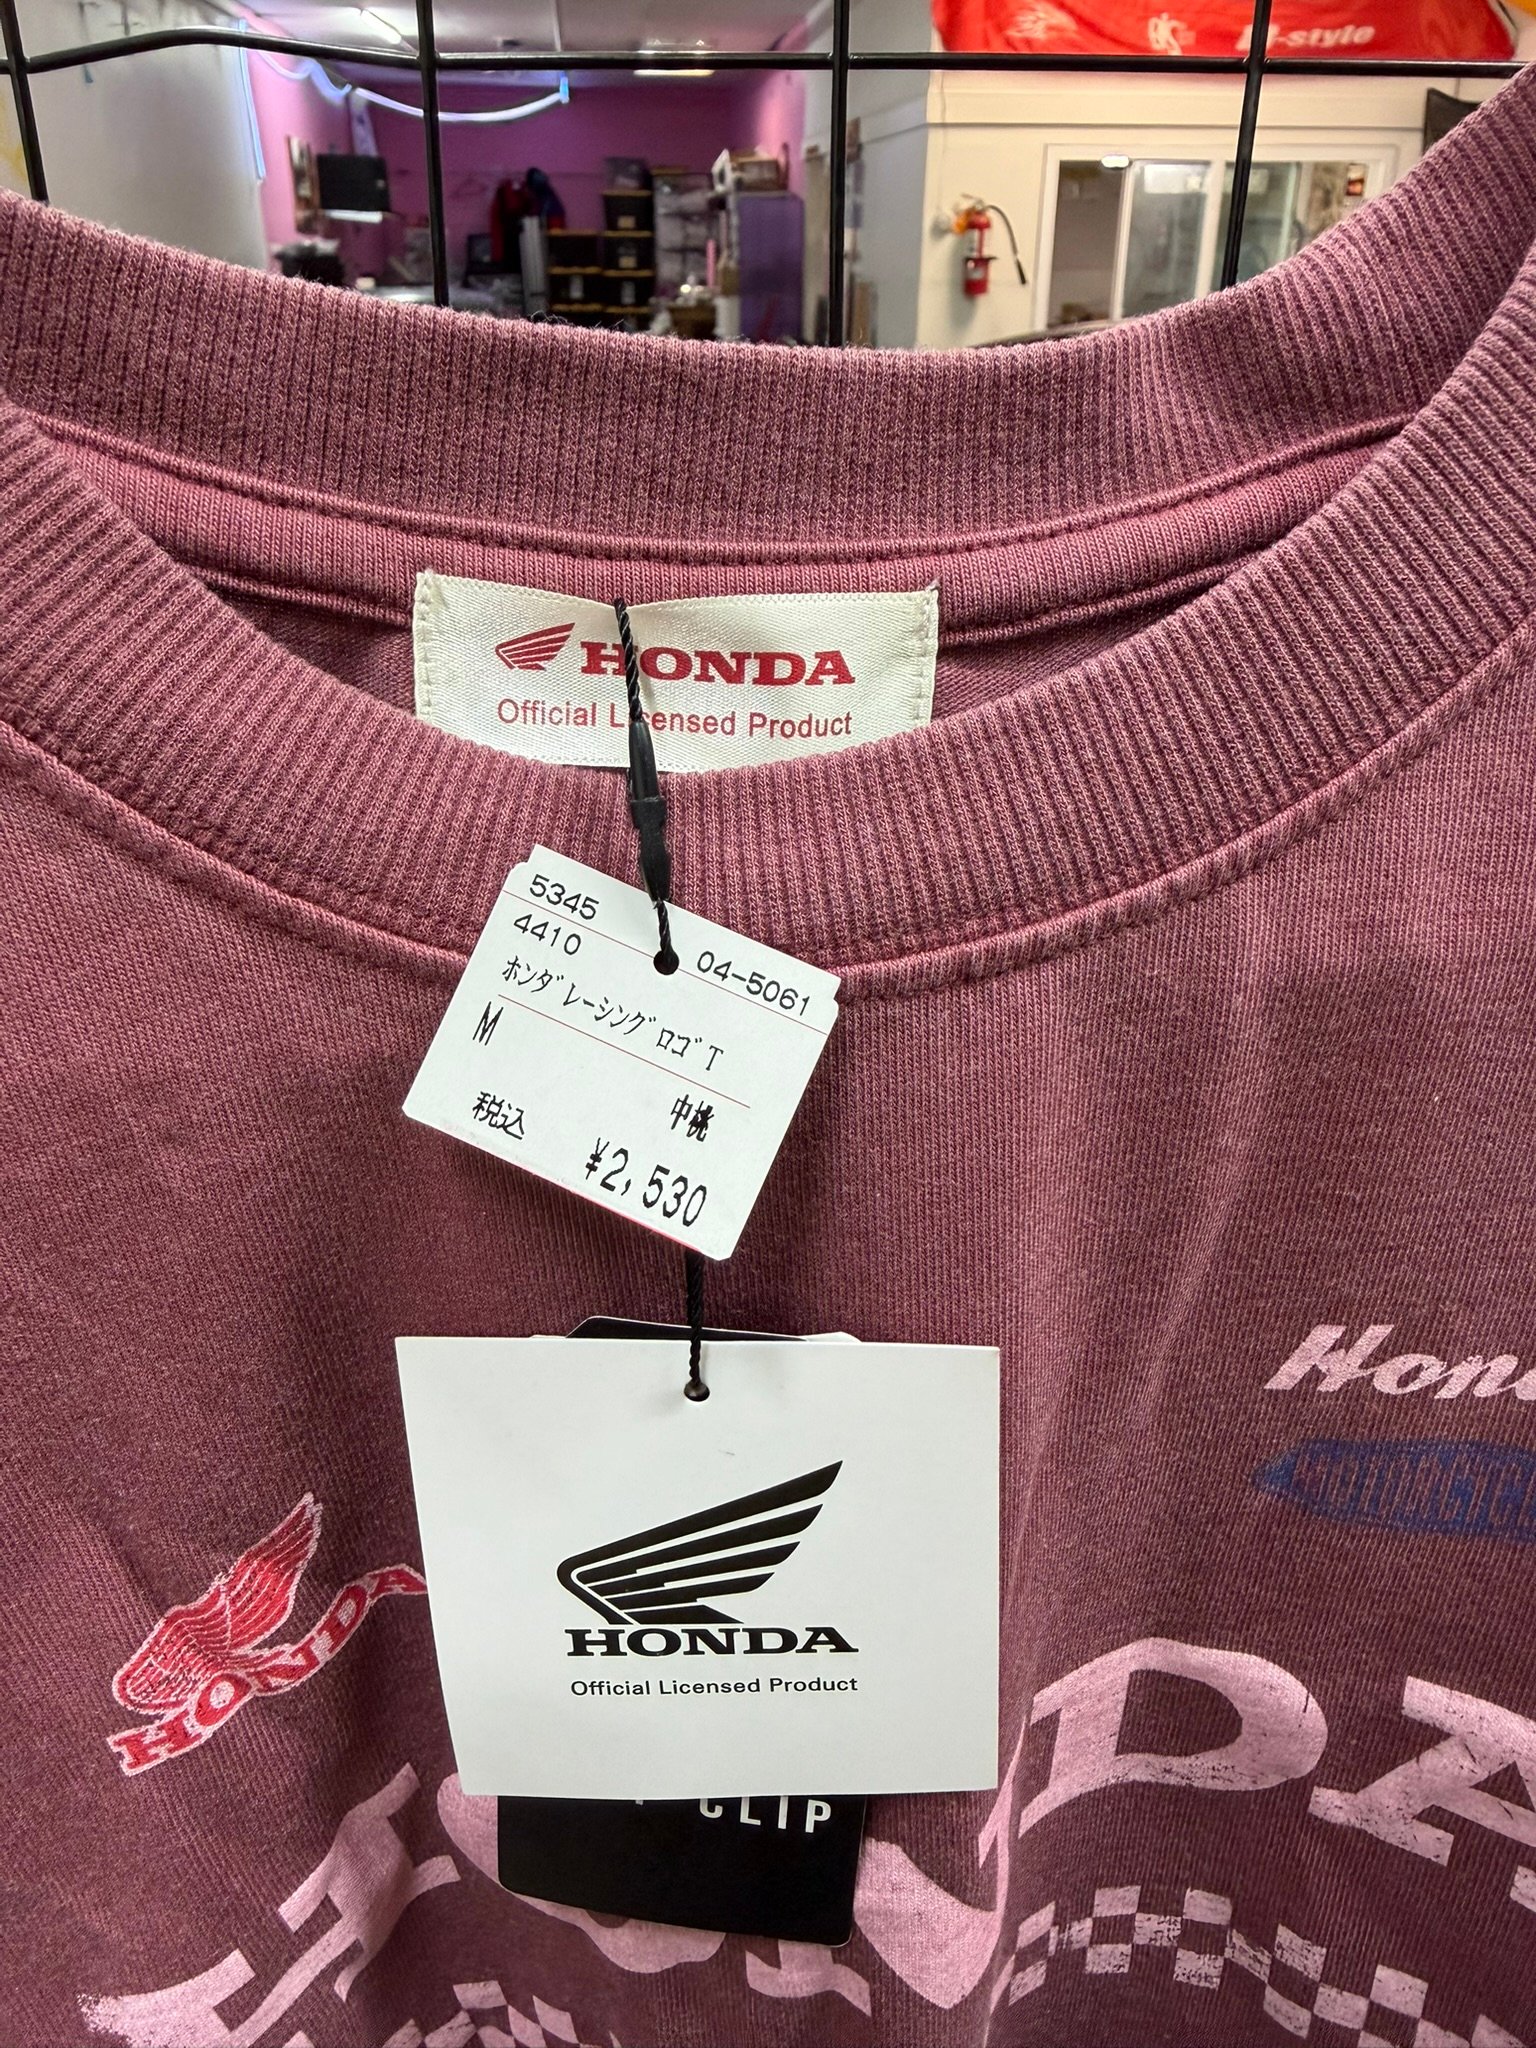 HONDA
Official Licensed Product
5345
4410
04-5061
ﾎﾝﾀﾞﾚｰｼﾝｸﾞﾛｺﾞT
M
中桃
税込
¥2,530
HONDA
Official Licensed Product
CLIP
HONDA